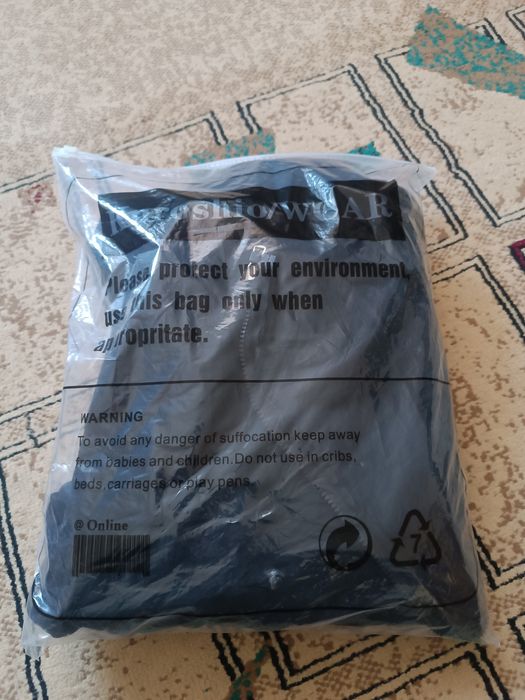 WEAR
Please protect your environment,
use this bag only when
appropritate.
WARNING
To avoid any danger of suffocation keep away
from babies and children.Do not use in cribs,
beds,carriages or play pens
@ Online
7